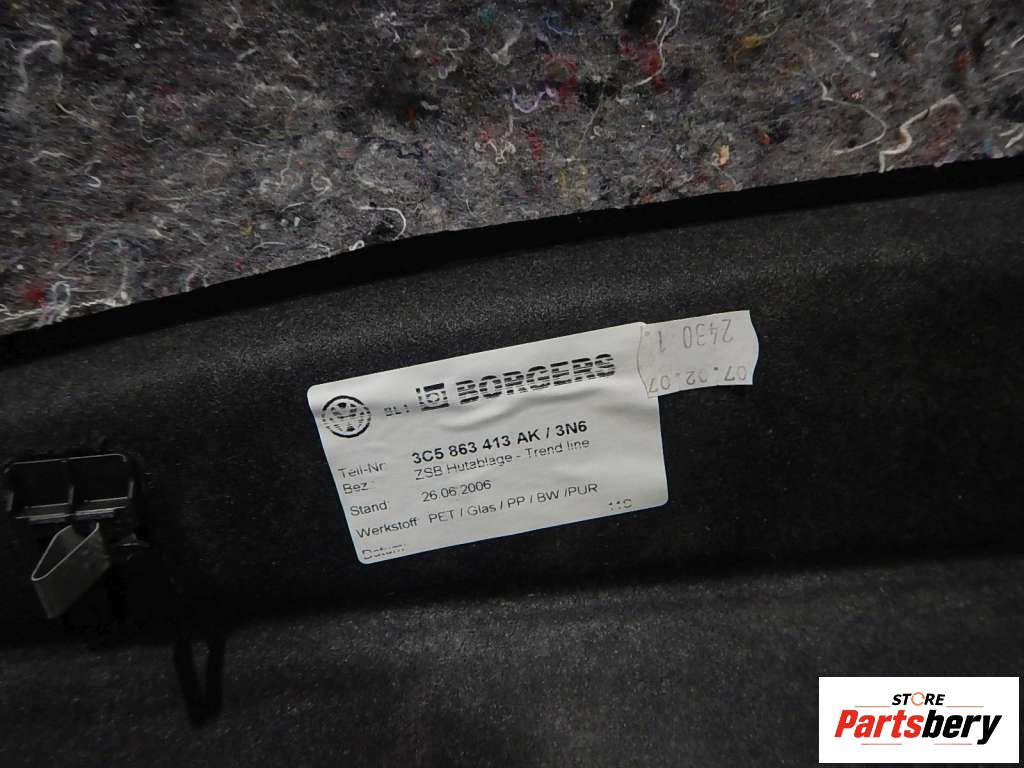 BL: BORGERS
Teil-Nr: 3C5 863 413 AK / 3N6
Bez.: ZSB Hutablage - Trend line
Stand: 26.06.2006
Werkstoff: PET / Glas / PP / BW /PUR
Datum:
2430 1.
07.02.07
STORE
Partsbery